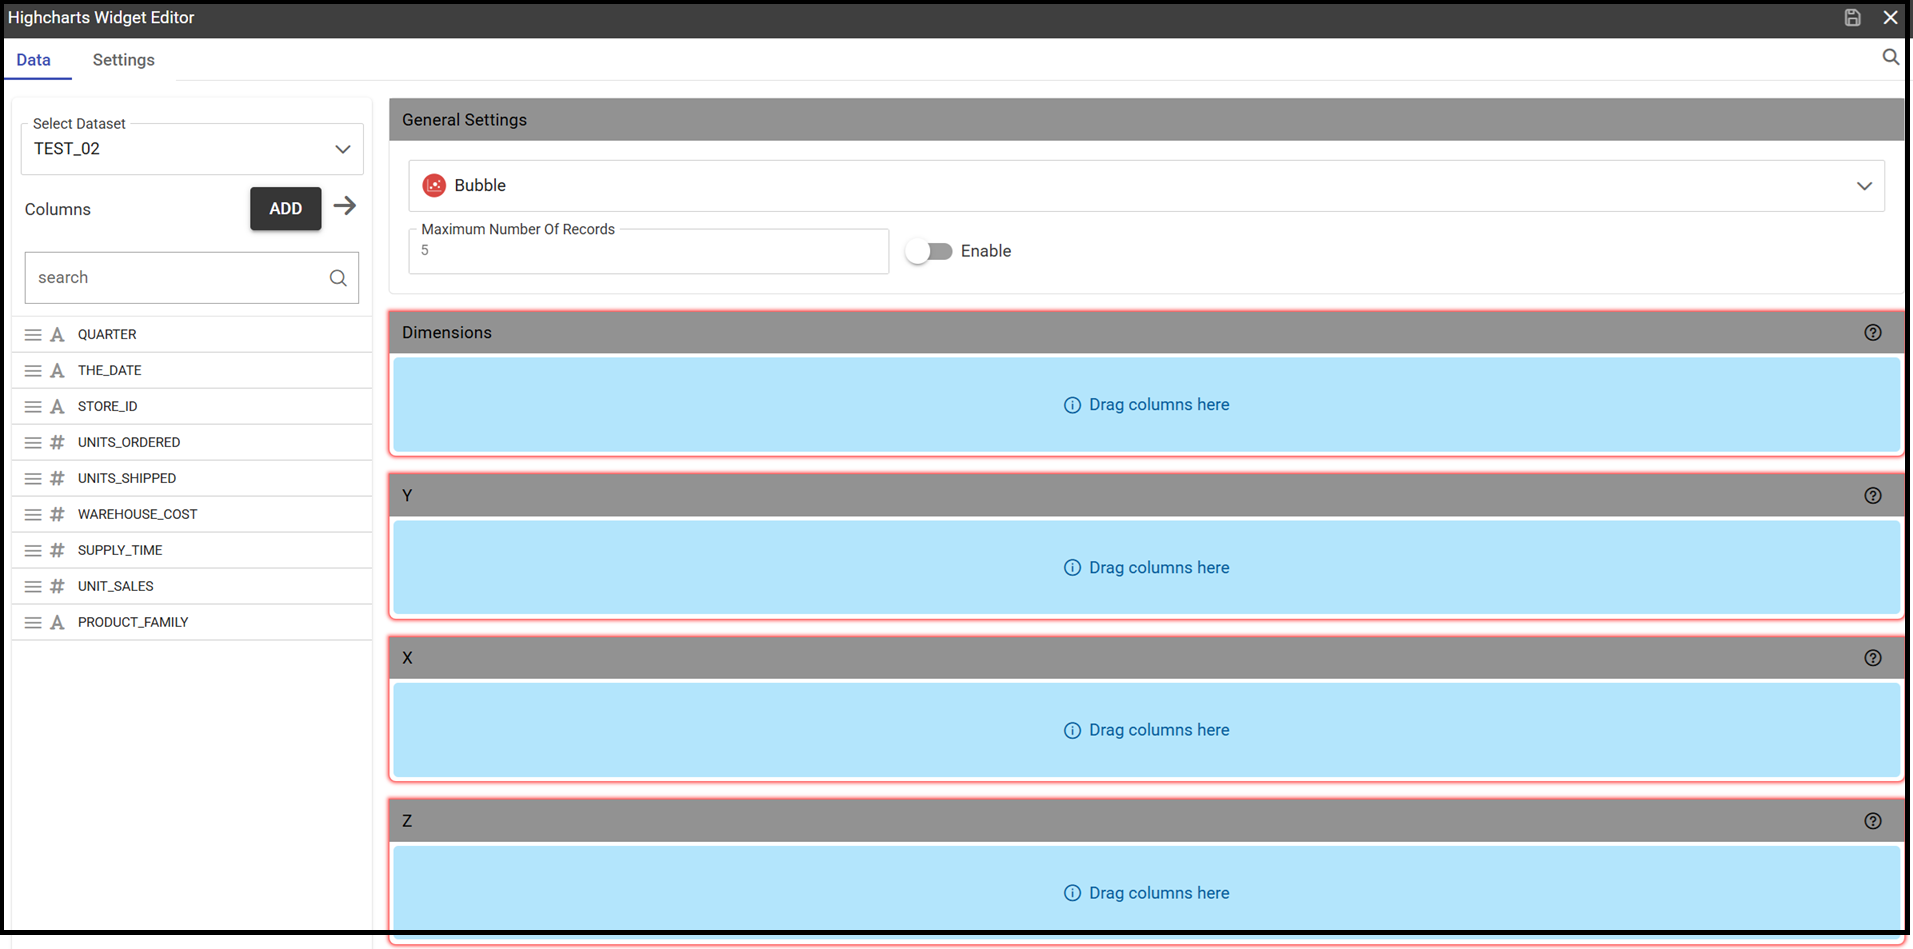 Highcharts Widget Editor
Data
Settings
Select Dataset
TEST_02
Columns
ADD
search
QUARTER
THE_DATE
STORE_ID
UNITS_ORDERED
UNITS_SHIPPED
WAREHOUSE_COST
SUPPLY_TIME
UNIT_SALES
PRODUCT_FAMILY
General Settings
Bubble
Maximum Number Of Records
5
Enable
Dimensions
Drag columns here
Y
Drag columns here
X
Drag columns here
Z
Drag columns here